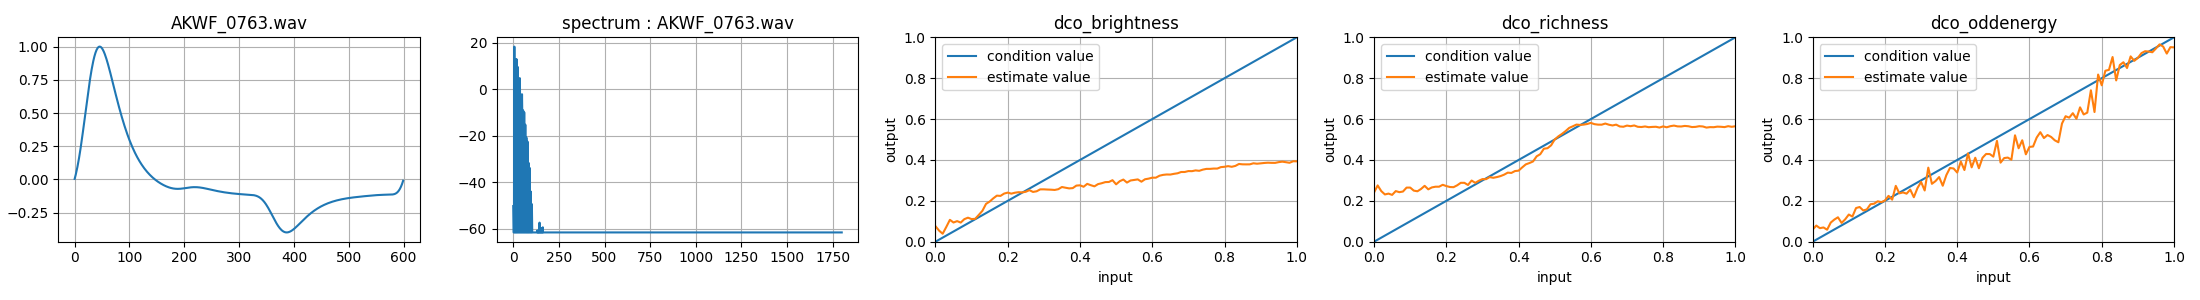 AKWF_0763.wav
1.00
0.75
0.50
0.25
0.00
−0.25
0 100 200 300 400 500 600
spectrum : AKWF_0763.wav
20
0
−20
−40
−60
0 250 500 750 1000 1250 1500 1750
dco_brightness
condition value
estimate value
output
1.0
0.8
0.6
0.4
0.2
0.0
0.0 0.2 0.4 0.6 0.8 1.0
input
dco_richness
condition value
estimate value
output
1.0
0.8
0.6
0.4
0.2
0.0
0.0 0.2 0.4 0.6 0.8 1.0
input
dco_oddenergy
condition value
estimate value
output
1.0
0.8
0.6
0.4
0.2
0.0
0.0 0.2 0.4 0.6 0.8 1.0
input